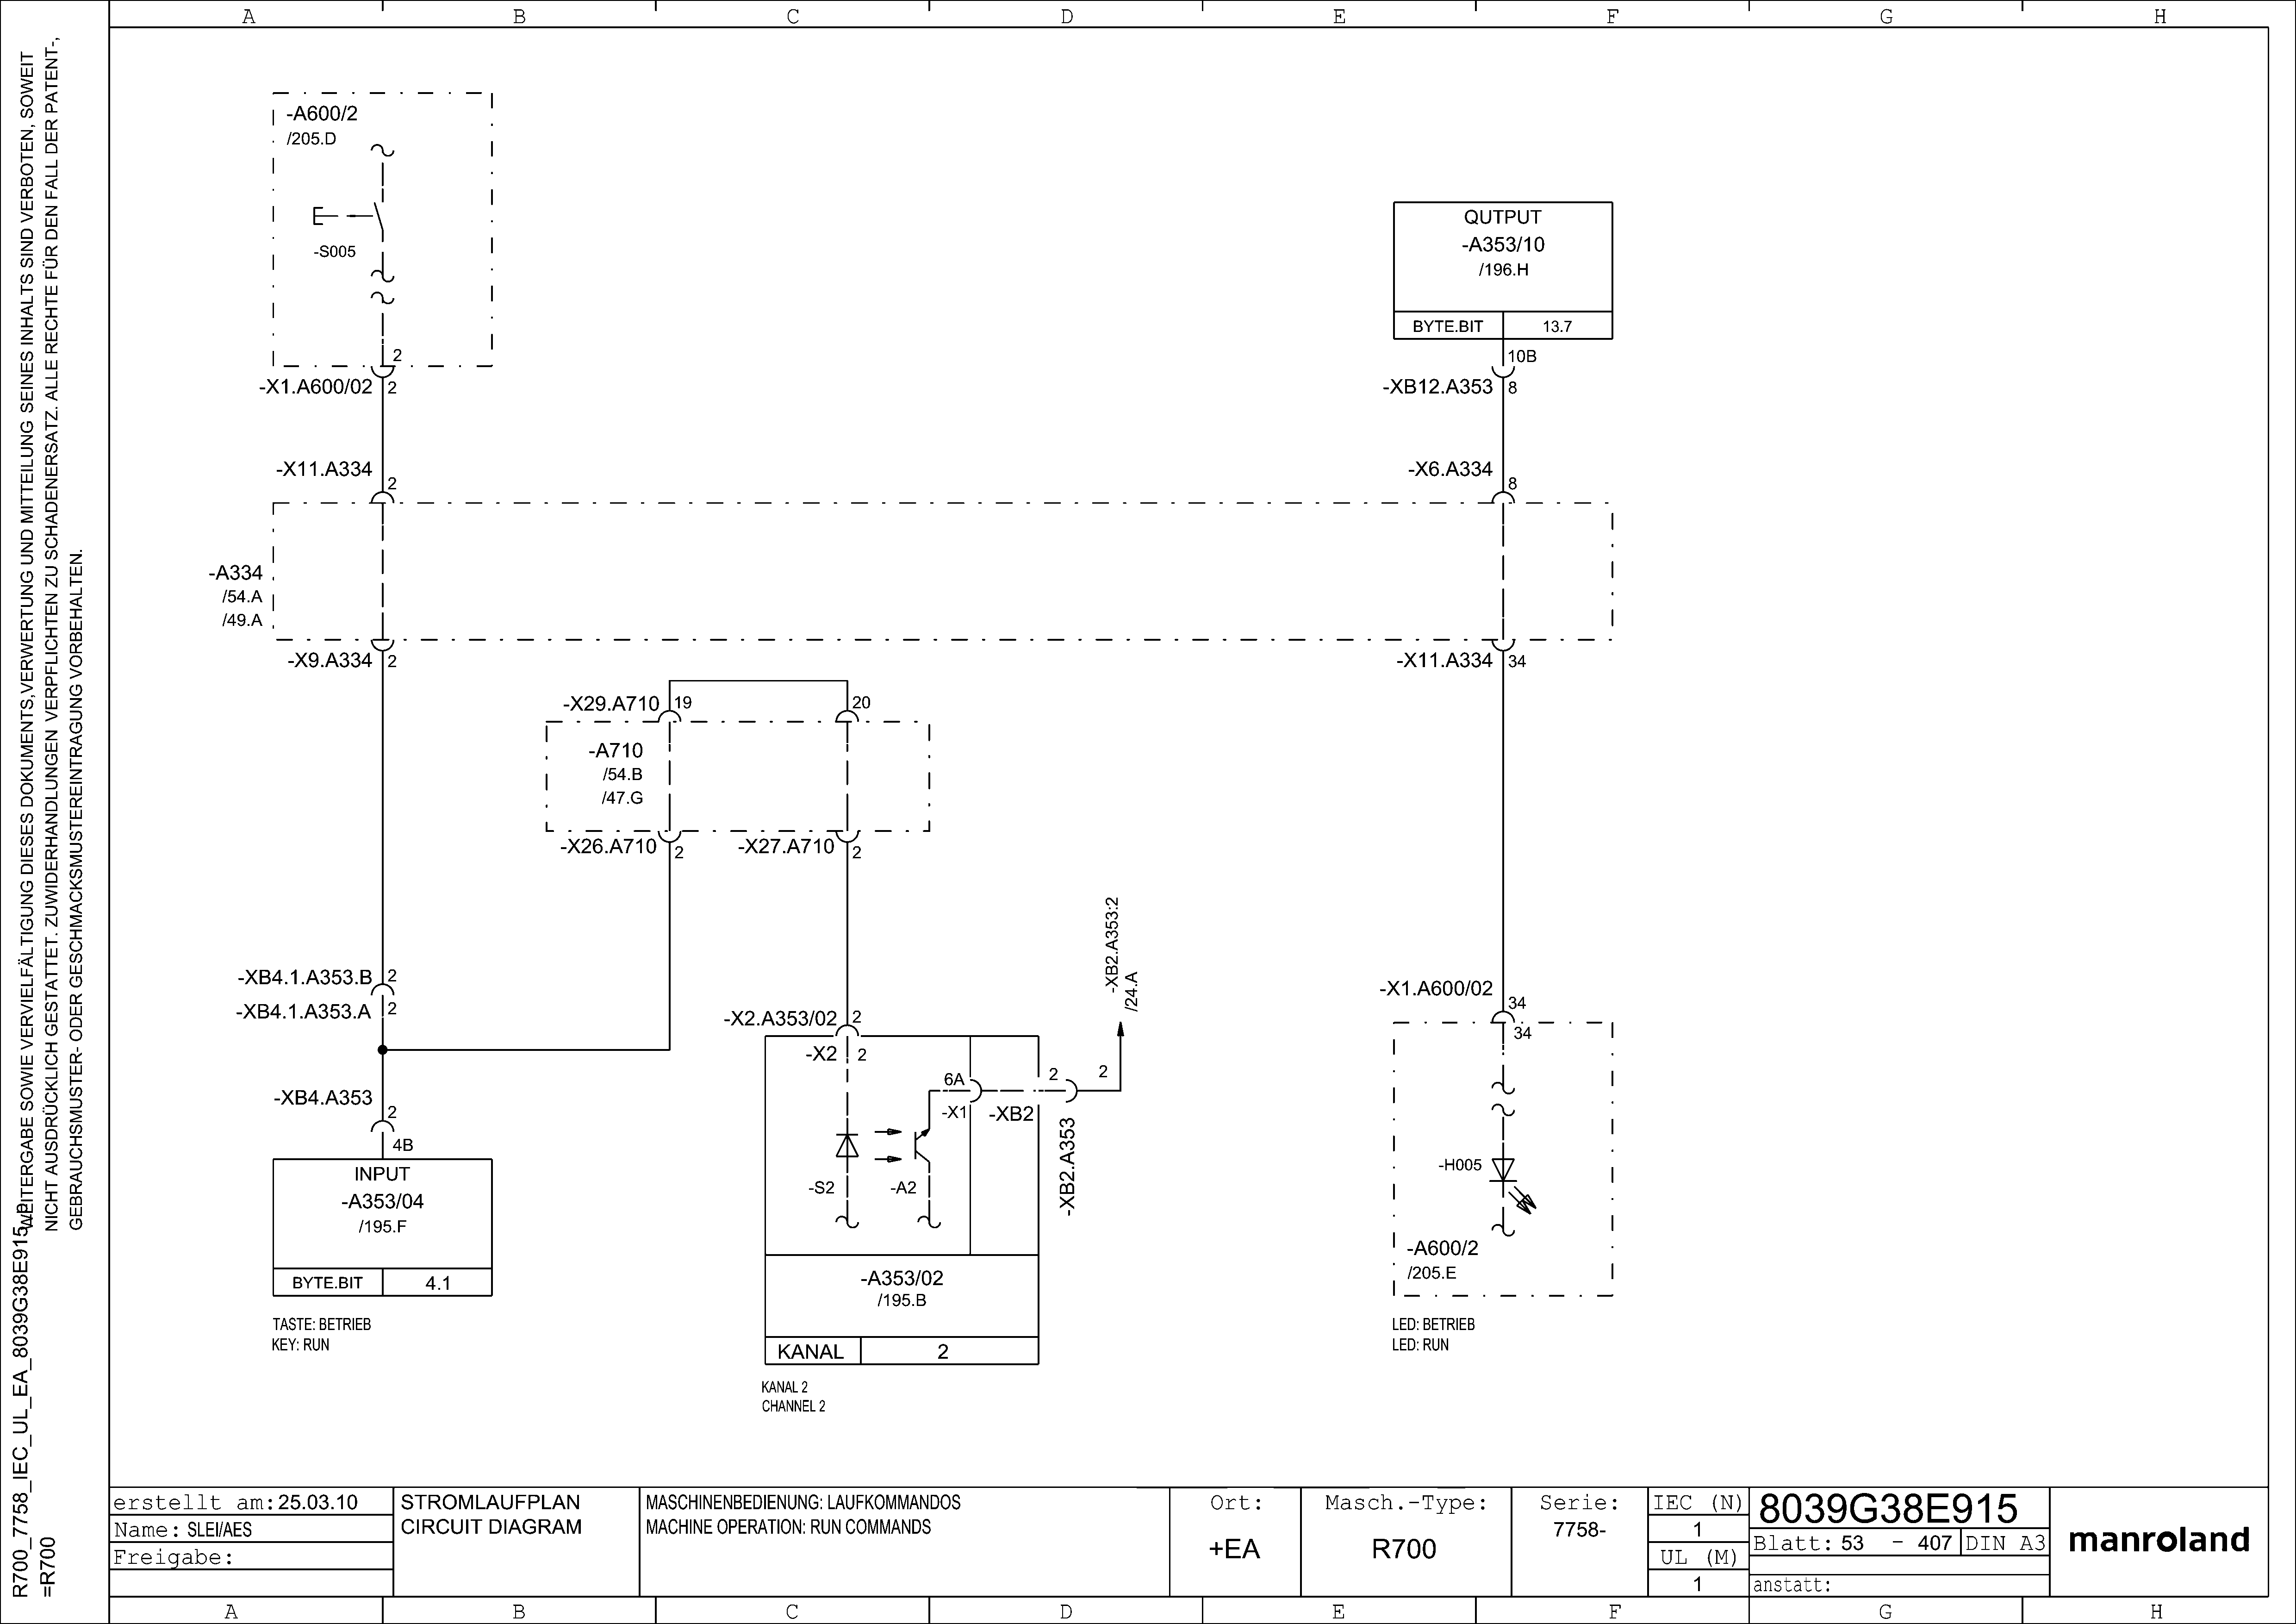 A B C D E F G H
WEITERGABE SOWIE VERVIELFÄLTIGUNG DIESES DOKUMENTS,VERWERTUNG UND MITTEILUNG SEINES INHALTS SIND VERBOTEN, SOWEIT
NICHT AUSDRÜCKLICH GESTATTET. ZUWIDERHANDLUNGEN VERPFLICHTEN ZU SCHADENERSATZ. ALLE RECHTE FÜR DEN FALL DER PATENT-,
GEBRAUCHSMUSTER- ODER GESCHMACKSMUSTEREINTRAGUNG VORBEHALTEN.
-A600/2
/205.D
-S005
2
-X1.A600/02 2
-X11.A334
2
QUTPUT
-A353/10
/196.H
BYTE.BIT 13.7
10B
-XB12.A353 8
-X6.A334
8
-A334
/54.A
/49.A
-X9.A334 2
-X11.A334 34
-X29.A710 19 20
-A710
/54.B
/47.G
-X26.A710 2
-X27.A710 2
-XB4.1.A353.B 2
-XB4.1.A353.A 2
-XB4.A353
2
4B
INPUT
-A353/04
/195.F
BYTE.BIT 4.1
TASTE: BETRIEB
KEY: RUN
-X2.A353/02 2
-X2 2
6A
-X1
-XB2
2 2
-XB2.A353:2
/24.A
-XB2.A353
-S2 -A2
-A353/02
/195.B
KANAL 2
KANAL 2
CHANNEL 2
-X1.A600/02
34
34
-H005
-A600/2
/205.E
LED: BETRIEB
LED: RUN
R700_7758_IEC_UL_EA_8039G38E915_0
=R700
erstellt am: 25.03.10
Name: SLEI/AES
Freigabe:
STROMLAUFPLAN
CIRCUIT DIAGRAM
MASCHINENBEDIENUNG: LAUFKOMMANDOS
MACHINE OPERATION: RUN COMMANDS
Ort:
+EA
Masch.-Type:
R700
Serie:
7758-
IEC (N)
1
UL (M)
1
8039G38E915
Blatt: 53 - 407 DIN A3
anstatt:
manroland
A B C D E F G H